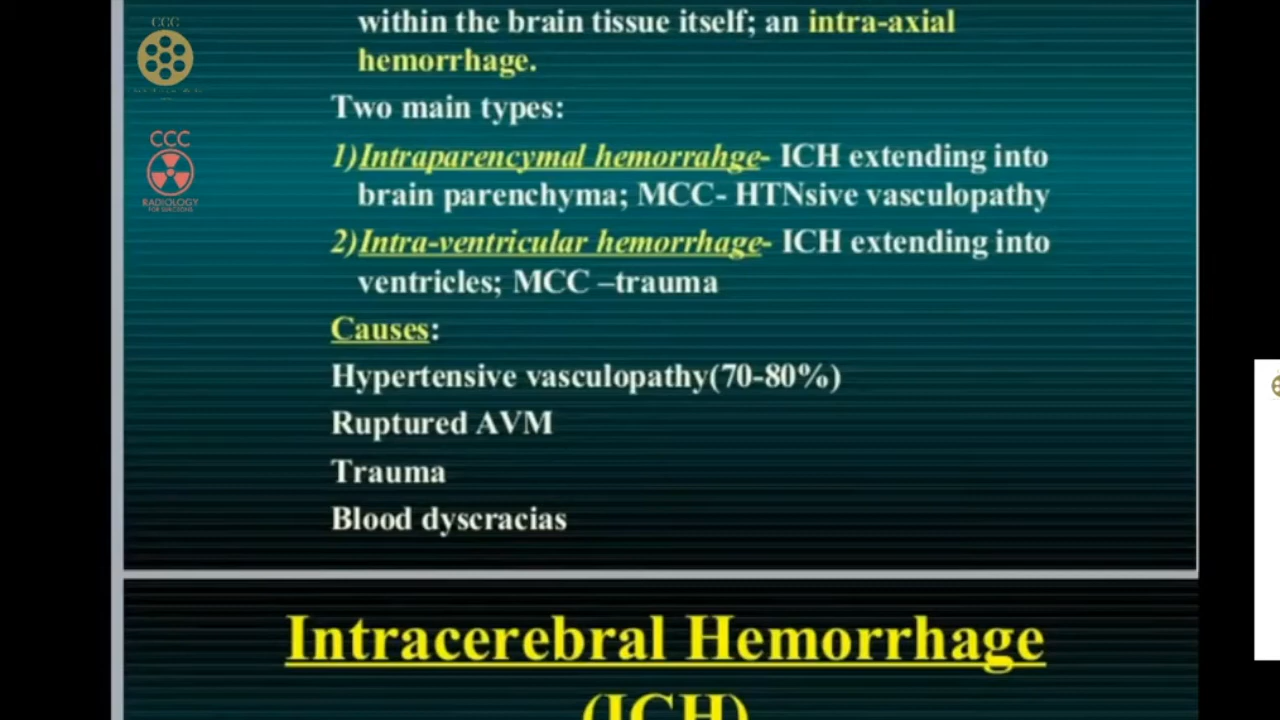 CCC
within the brain tissue itself; an intra-axial
hemorrhage.
Two main types:
CCC
RADIOLOGY
1)Intraparencymal hemorrahge- ICH extending into
brain parenchyma; MCC- HTNsive vasculopathy
2)Intra-ventricular hemorrhage- ICH extending into
ventricles; MCC –trauma
Causes:
Hypertensive vasculopathy(70-80%)
Ruptured AVM
Trauma
Blood dyscracias
Intracerebral Hemorrhage
(ICH)